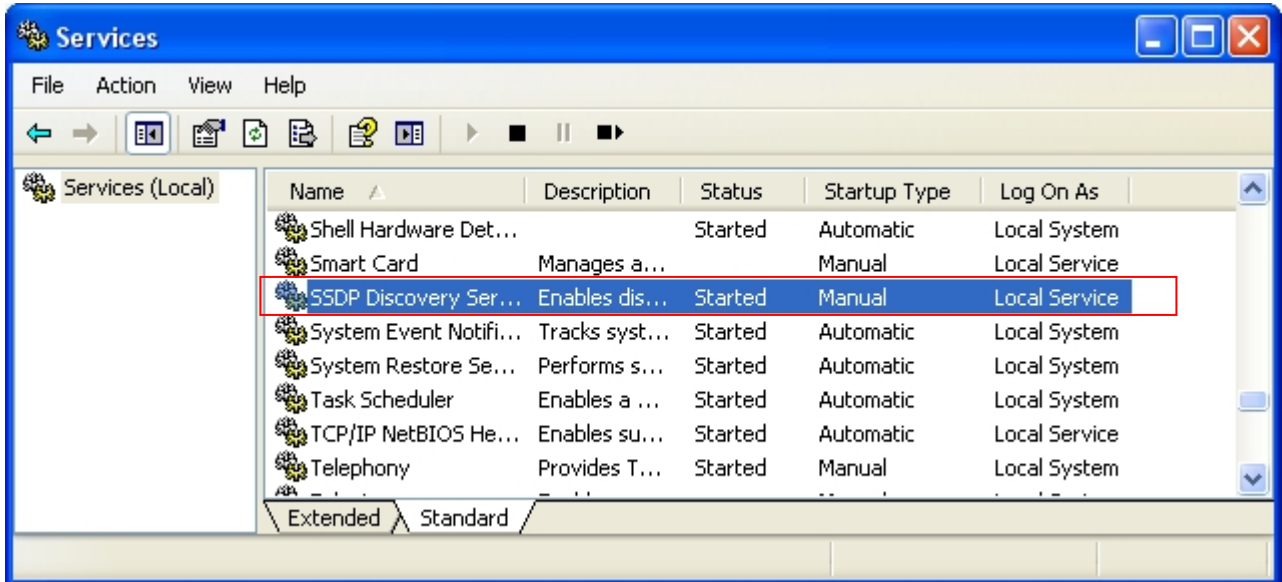 Services
File Action View Help
Services (Local)
Name Description Status Startup Type Log On As
Shell Hardware Det... Started Automatic Local System
Smart Card Manages a... Manual Local Service
SSDP Discovery Ser... Enables dis... Started Manual Local Service
System Event Notifi... Tracks syst... Started Automatic Local System
System Restore Se... Performs s... Started Automatic Local System
Task Scheduler Enables a ... Started Automatic Local System
TCP/IP NetBIOS He... Enables su... Started Automatic Local Service
Telephony Provides T... Started Manual Local System
Extended Standard